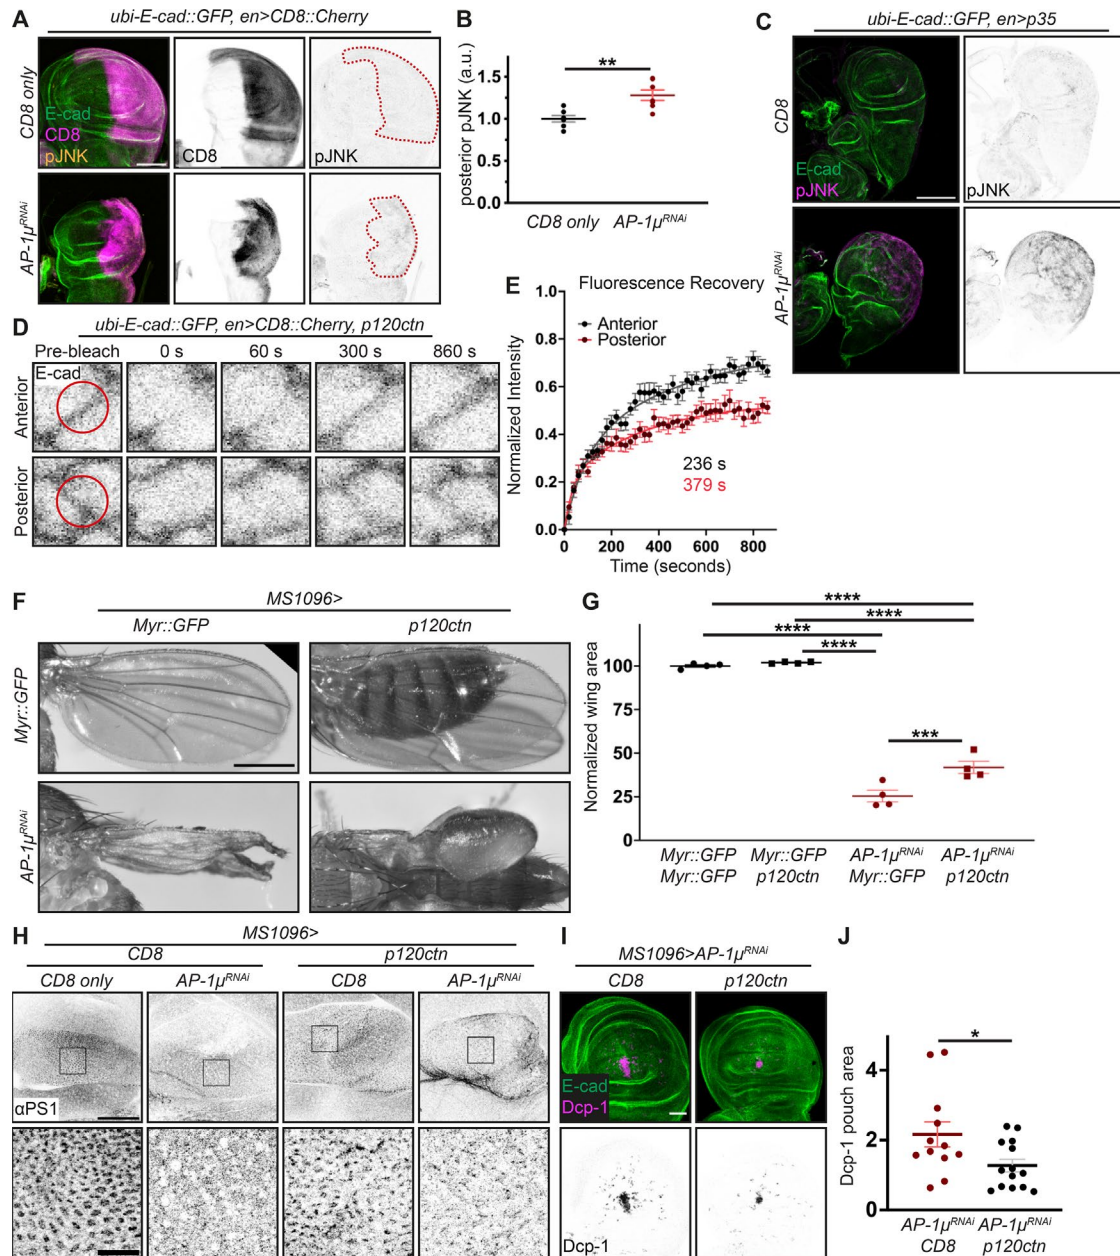 A
ubi-E-cad::GFP, en>CD8::Cherry
CD8 only
E-cad
CD8
pJNK
CD8
pJNK
AP-1μRNAi
B
posterior pJNK (a.u.)
**
1.5
1.0
0.5
0.0
CD8 only AP-1μRNAi
C
ubi-E-cad::GFP, en>p35
CD8
E-cad
pJNK
pJNK
AP-1μRNAi
D
ubi-E-cad::GFP, en>CD8::Cherry, p120ctn
Pre-bleach 0 s 60 s 300 s 860 s
E-cad
Anterior
Posterior
E
Fluorescence Recovery
Anterior
Posterior
Normalized Intensity
1.0
0.8
0.6
0.4
0.2
0.0
236 s
379 s
0 200 400 600 800
Time (seconds)
F
MS1096>
Myr::GFP p120ctn
Myr::GFP
AP-1μRNAi
G
****
****
****
****
***
Normalized wing area
100
75
50
25
0
Myr::GFP Myr::GFP AP-1μRNAi AP-1μRNAi
Myr::GFP p120ctn Myr::GFP p120ctn
H
MS1096>
CD8 p120ctn
CD8 only AP-1μRNAi CD8 AP-1μRNAi
αPS1
I
MS1096>AP-1μRNAi
CD8 p120ctn
E-cad
Dcp-1
Dcp-1
J
*
Dcp-1 pouch area
4
2
0
AP-1μRNAi AP-1μRNAi
CD8 p120ctn